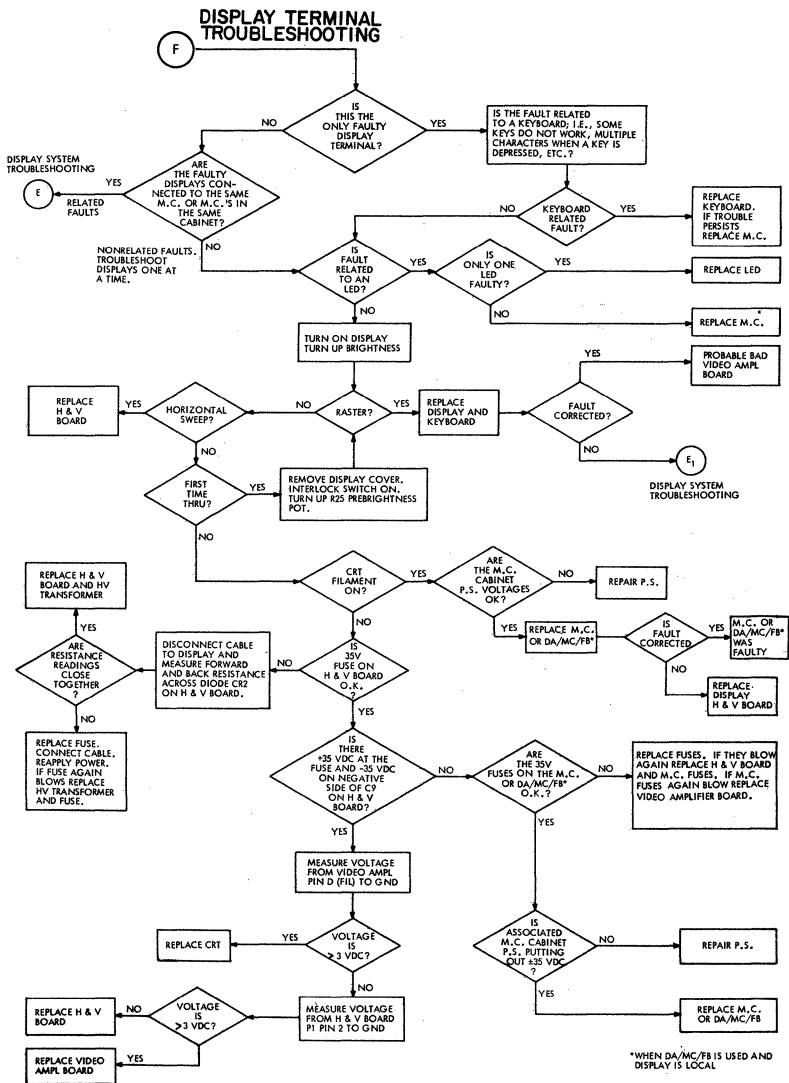 DISPLAY TERMINAL
TROUBLESHOOTING
F
IS
THIS THE
ONLY FAULTY
DISPLAY
TERMINAL?
NO
YES
IS THE FAULT RELATED
TO A KEYBOARD; I.E., SOME
KEYS DO NOT WORK, MULTIPLE
CHARACTERS WHEN A KEY IS
DEPRESSED, ETC.?
DISPLAY SYSTEM
TROUBLESHOOTING
E
YES
RELATED
FAULTS
ARE
THE FAULTY
DISPLAYS CON-
NECTED TO THE SAME
M.C. OR M.C.'S IN
THE SAME
CABINET?
NO
NONRELATED FAULTS.
TROUBLESHOOT
DISPLAYS ONE AT
A TIME.
NO
KEYBOARD
RELATED
FAULT?
YES
REPLACE
KEYBOARD.
IF TROUBLE
PERSISTS
REPLACE M.C.
IS
FAULT
RELATED
TO AN
LED?
YES
IS
ONLY ONE
LED
FAULTY?
YES
REPLACE LED
NO
REPLACE M.C.*
NO
TURN ON DISPLAY
TURN UP BRIGHTNESS
YES
PROBABLE BAD
VIDEO AMPL
BOARD
REPLACE
H & V
BOARD
YES
HORIZONTAL
SWEEP?
NO
RASTER?
YES
REPLACE
DISPLAY AND
KEYBOARD
FAULT
CORRECTED?
NO
E1
DISPLAY SYSTEM
TROUBLESHOOTING
NO
FIRST
TIME
THRU?
YES
REMOVE DISPLAY COVER.
INTERLOCK SWITCH ON.
TURN UP R25 PREBRIGHTNESS
POT.
NO
CRT
FILAMENT
ON?
YES
ARE
THE M.C.
CABINET
P.S. VOLTAGES
OK?
NO
REPAIR P.S.
YES
REPLACE M.C.
OR DA/MC/FB*
IS
FAULT
CORRECTED
YES
M.C. OR
DA/MC/FB*
WAS
FAULTY
NO
REPLACE
DISPLAY
H & V BOARD
REPLACE H & V
BOARD AND HV
TRANSFORMER
YES
ARE
RESISTANCE
READINGS
CLOSE
TOGETHER
?
DISCONNECT CABLE
TO DISPLAY AND
MEASURE FORWARD
AND BACK RESISTANCE
ACROSS DIODE CR2
ON H & V BOARD.
NO
NO
IS
35V
FUSE ON
H & V BOARD
O.K.
?
NO
REPLACE FUSE.
CONNECT CABLE.
REAPPLY POWER.
IF FUSE AGAIN
BLOWS REPLACE
HV TRANSFORMER
AND FUSE.
YES
IS
THERE
+35 VDC AT THE
FUSE AND -35 VDC
ON NEGATIVE
SIDE OF C9
ON H & V
BOARD?
NO
ARE
THE 35V
FUSES ON THE M.C.
OR DA/MC/FB*
O.K.?
NO
REPLACE FUSES. IF THEY BLOW
AGAIN REPLACE H & V BOARD
AND M.C. FUSES. IF M.C.
FUSES AGAIN BLOW REPLACE
VIDEO AMPLIFIER BOARD.
YES
YES
MEASURE VOLTAGE
FROM VIDEO AMPL
PIN D (FIL) TO GND
REPLACE CRT
YES
VOLTAGE
IS
>3 VDC?
IS
ASSOCIATED
M.C. CABINET
P.S. PUTTING
OUT ±35 VDC
?
NO
REPAIR P.S.
NO
YES
REPLACE H & V
BOARD
NO
VOLTAGE
IS
>3 VDC?
MEASURE VOLTAGE
FROM H & V BOARD
P1 PIN 2 TO GND
REPLACE M.C.
OR DA/MC/FB
REPLACE VIDEO
AMPL BOARD
YES
*WHEN DA/MC/FB IS USED AND
DISPLAY IS LOCAL